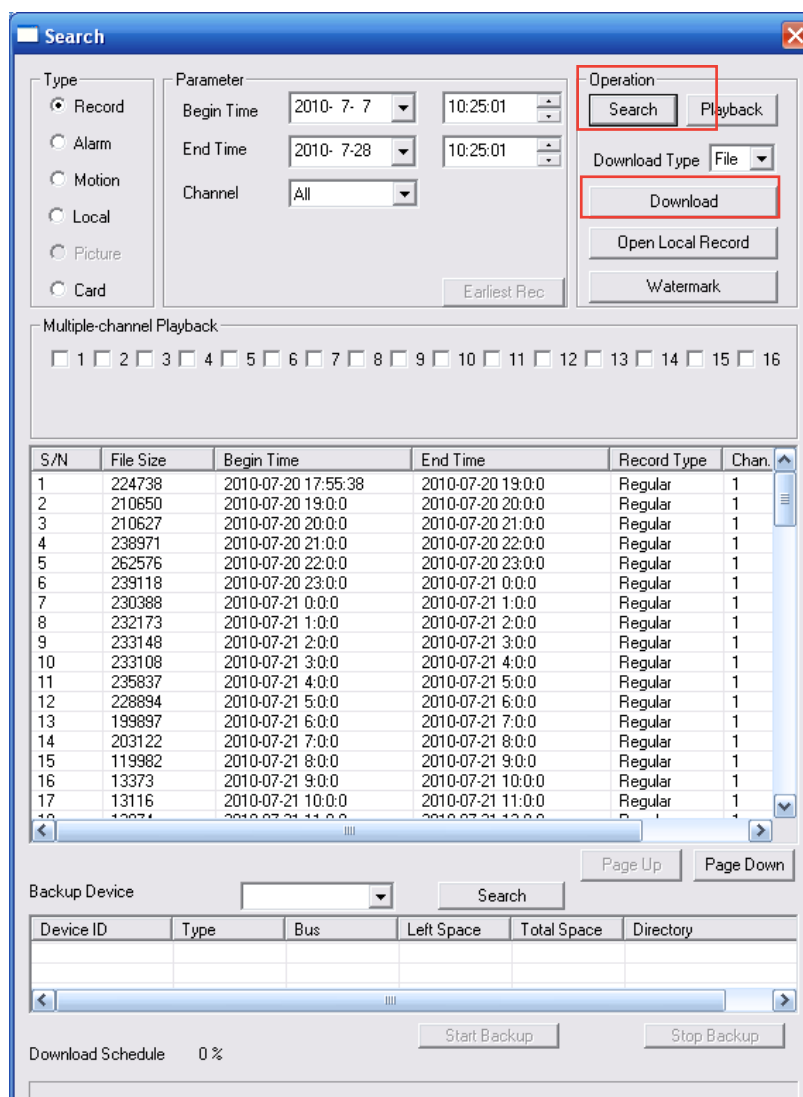 Search
Type
Record
Alarm
Motion
Local
Picture
Card
Parameter
Begin Time 2010- 7- 7 10:25:01
End Time 2010- 7-28 10:25:01
Channel All
Earliest Rec
Operation
Search Playback
Download Type File
Download
Open Local Record
Watermark
Multiple-channel Playback
1 2 3 4 5 6 7 8 9 10 11 12 13 14 15 16
S/N File Size Begin Time End Time Record Type Chan.
1 224738 2010-07-20 17:55:38 2010-07-20 19:0:0 Regular 1
2 210650 2010-07-20 19:0:0 2010-07-20 20:0:0 Regular 1
3 210627 2010-07-20 20:0:0 2010-07-20 21:0:0 Regular 1
4 238971 2010-07-20 21:0:0 2010-07-20 22:0:0 Regular 1
5 262576 2010-07-20 22:0:0 2010-07-20 23:0:0 Regular 1
6 239118 2010-07-20 23:0:0 2010-07-21 0:0:0 Regular 1
7 230388 2010-07-21 0:0:0 2010-07-21 1:0:0 Regular 1
8 232173 2010-07-21 1:0:0 2010-07-21 2:0:0 Regular 1
9 233148 2010-07-21 2:0:0 2010-07-21 3:0:0 Regular 1
10 233108 2010-07-21 3:0:0 2010-07-21 4:0:0 Regular 1
11 235837 2010-07-21 4:0:0 2010-07-21 5:0:0 Regular 1
12 228894 2010-07-21 5:0:0 2010-07-21 6:0:0 Regular 1
13 199897 2010-07-21 6:0:0 2010-07-21 7:0:0 Regular 1
14 203122 2010-07-21 7:0:0 2010-07-21 8:0:0 Regular 1
15 119982 2010-07-21 8:0:0 2010-07-21 9:0:0 Regular 1
16 13373 2010-07-21 9:0:0 2010-07-21 10:0:0 Regular 1
17 13116 2010-07-21 10:0:0 2010-07-21 11:0:0 Regular 1
Page Up Page Down
Backup Device Search
Device ID Type Bus Left Space Total Space Directory
Start Backup Stop Backup
Download Schedule 0 %